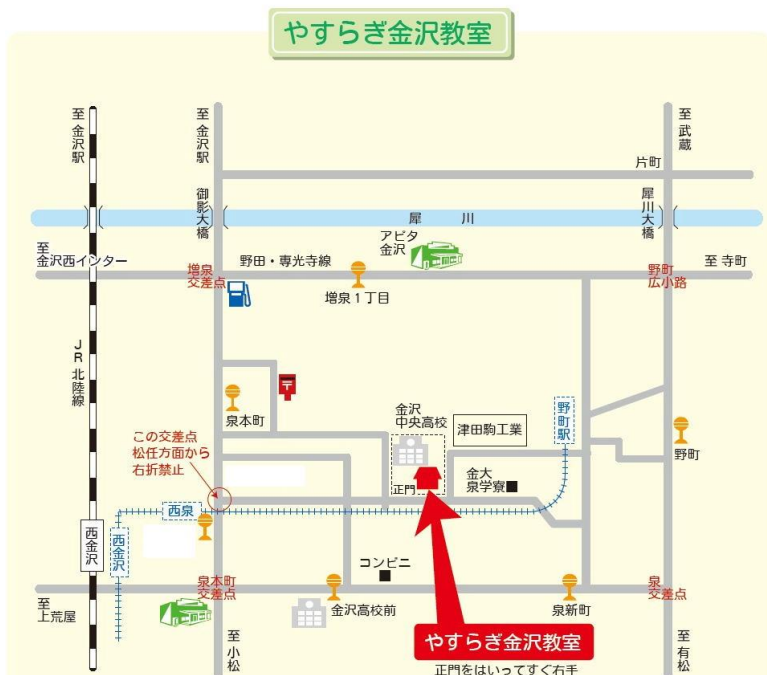 やすらぎ金沢教室
至金沢駅
至金沢駅
至武蔵
片町
御影大橋
犀川
犀川大橋
アピタ
金沢
至
金沢西インター
増泉
交差点
野田・専光寺線
増泉1丁目
野町
広小路
至寺町
JR北陸線
〒
泉本町
金沢
中央高校
津田駒工業
野町駅
野町
この交差点
松任方面から
右折禁止
正門
金大
泉学寮
西泉
西金沢
西金沢
コンビニ
泉本町
交差点
金沢高校前
泉新町
泉
交差点
至
上荒屋
至小松
やすらぎ金沢教室
正門をはいってすぐ右手
至有松